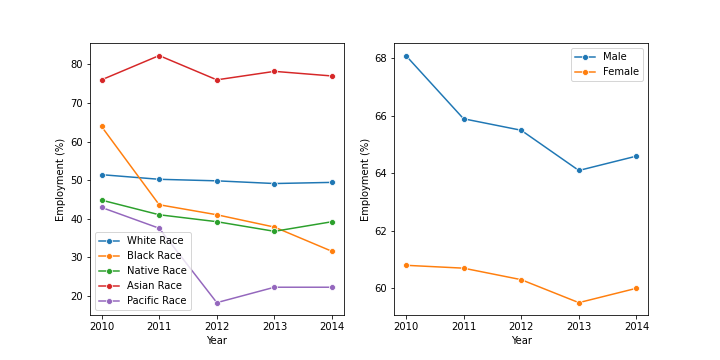 80
70
60
50
40
30
20
Employment (%)
White Race
Black Race
Native Race
Asian Race
Pacific Race
2010 2011 2012 2013 2014
Year
68
66
64
62
60
Employment (%)
Male
Female
2010 2011 2012 2013 2014
Year